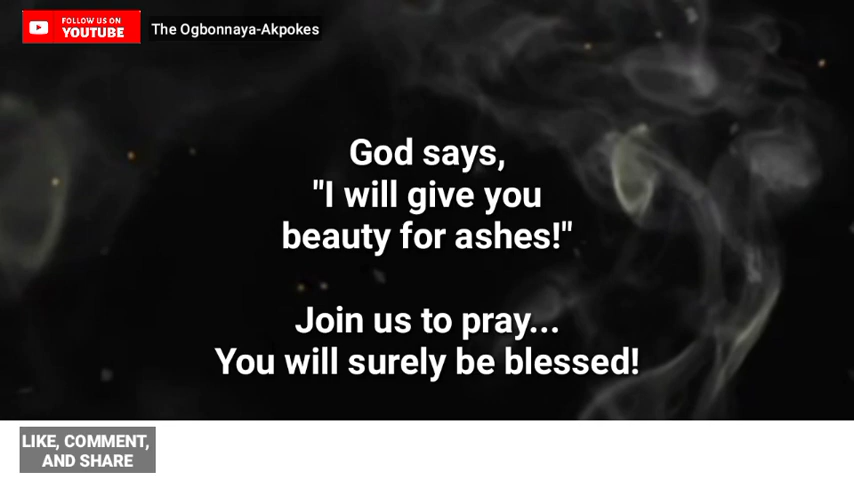 FOLLOW US ON
YOUTUBE
The Ogbonnaya-Akpokes
God says,
"I will give you
beauty for ashes!"
Join us to pray...
You will surely be blessed!
LIKE, COMMENT,
AND SHARE